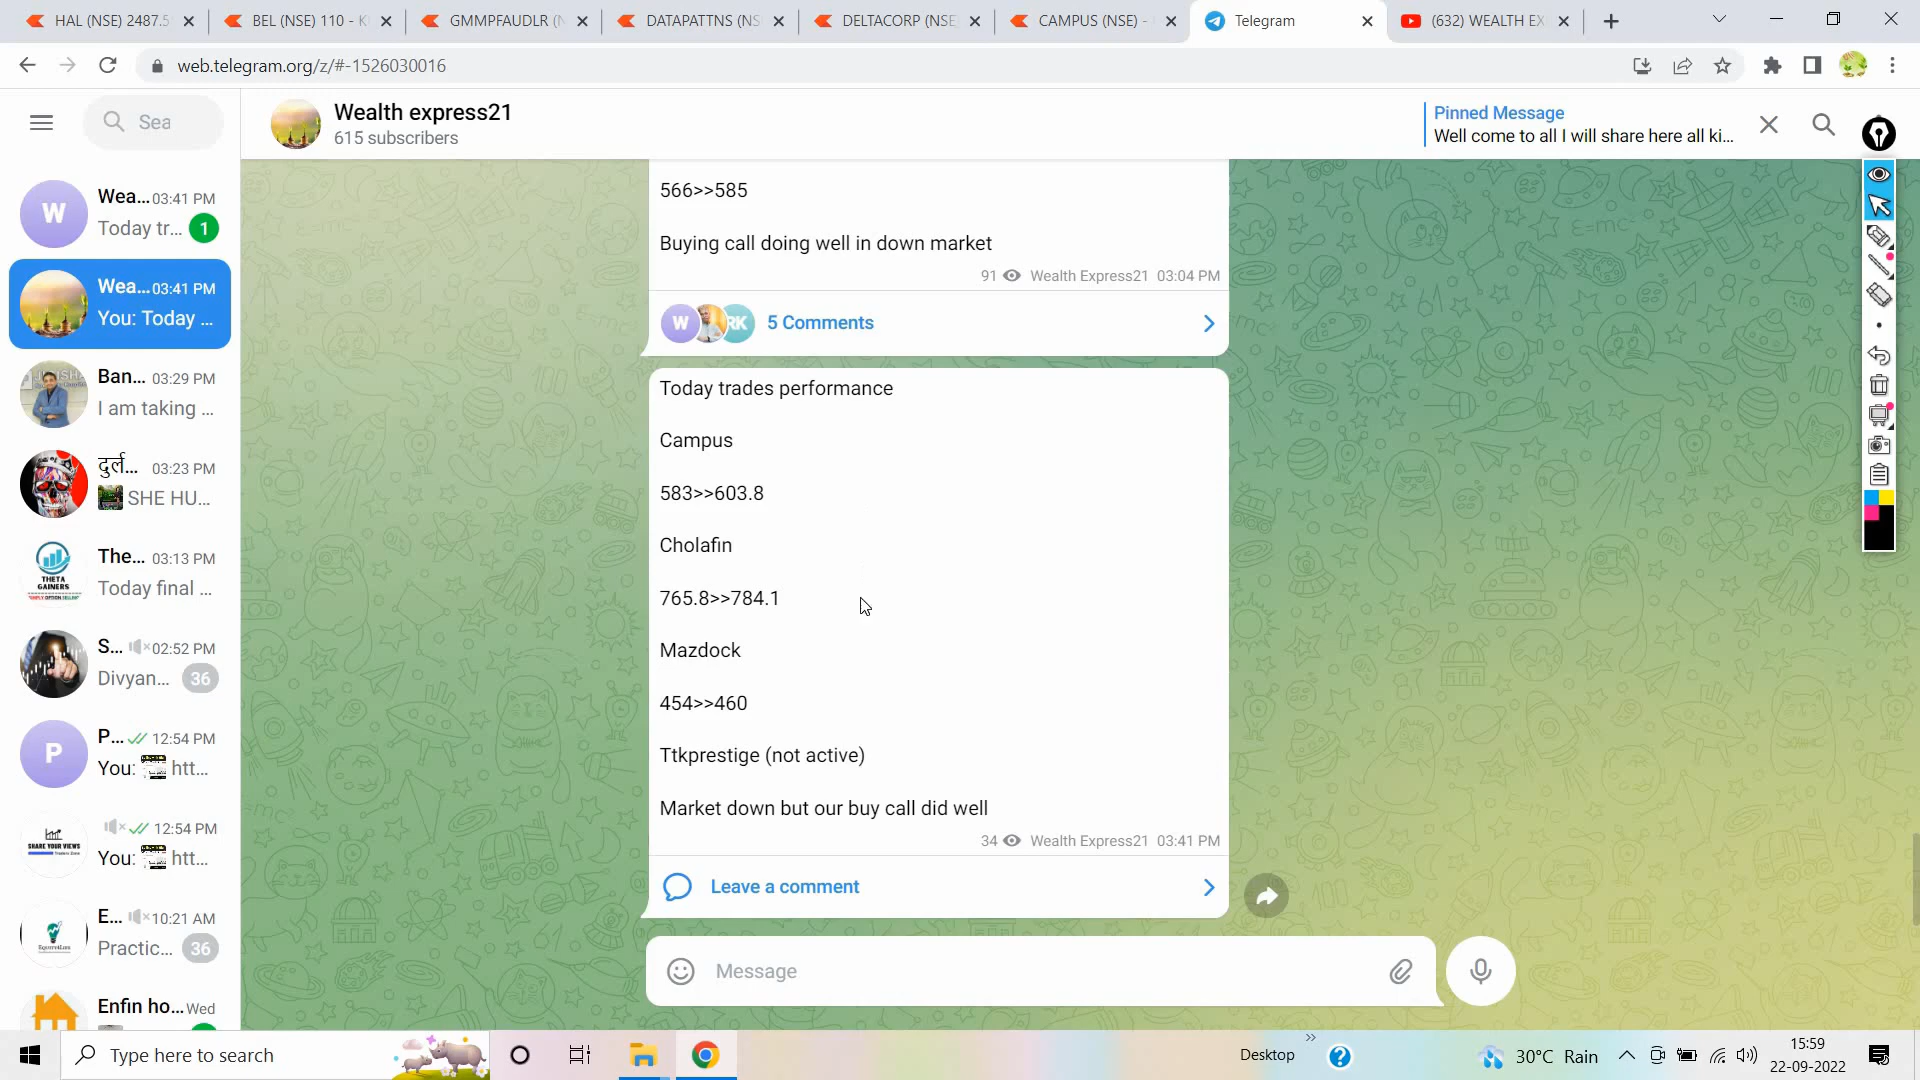 HAL (NSE) 2487.5
BEL (NSE) 110 - K
GMMPFAUDLR (N
DATAPATTNS (NS
DELTACORP (NSE
CAMPUS (NSE) -
Telegram
(632) WEALTH EX
web.telegram.org/z/#-1526030016
Sea
Wealth express21
615 subscribers
Pinned Message
Well come to all I will share here all ki...
W
Wea... 03:41 PM
Today tr... 1
Wea... 03:41 PM
You: Today ...
Ban... 03:29 PM
I am taking ...
दुर्ल... 03:23 PM
SHE HU...
THETA
GAINERS
The... 03:13 PM
Today final ...
S... 02:52 PM
Divyan... 36
P
P... 12:54 PM
You: htt...
SHARE YOUR VIEWS
12:54 PM
You: htt...
E... 10:21 AM
Practic... 36
Enfin ho... Wed
566>>585
Buying call doing well in down market
91 Wealth Express21 03:04 PM
W RK 5 Comments
Today trades performance
Campus
583>>603.8
Cholafin
765.8>>784.1
Mazdock
454>>460
Ttkprestige (not active)
Market down but our buy call did well
34 Wealth Express21 03:41 PM
Leave a comment
Message
Type here to search
Desktop
30°C Rain
15:59
22-09-2022